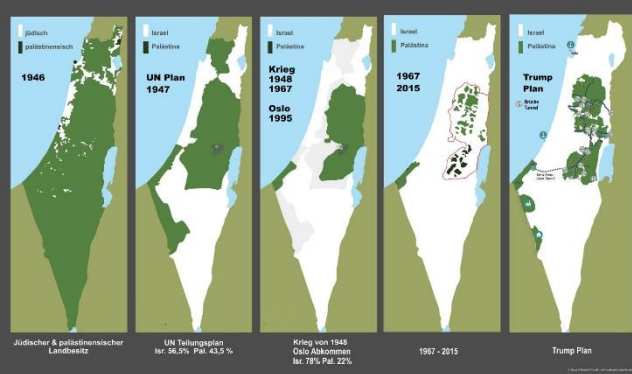 jüdisch
palästinensisch
1946
Jüdischer & palästinensischer
Landbesitz
Israel
Palästina
UN Plan
1947
UN Teilungsplan
Isr. 56,5% Pal. 43,5 %
Israel
Palästina
Krieg
1948
1967
Oslo
1995
Krieg von 1948
Oslo Abkommen
Isr. 78% Pal. 22%
Israel
Palästina
1967
2015
1967 - 2015
Israel
Palästina
Trump
Plan
Brücke
Tunnel
Trump Plan